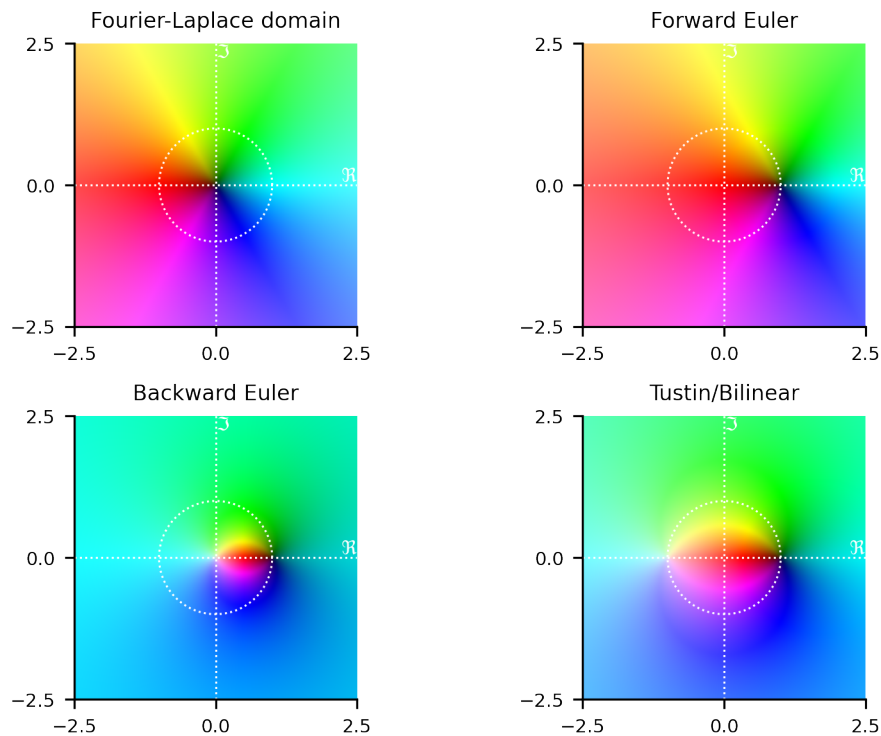 Fourier-Laplace domain
2.5
ℑ
0.0
ℜ
−2.5
−2.5 0.0 2.5
Forward Euler
2.5
ℑ
0.0
ℜ
−2.5
−2.5 0.0 2.5
Backward Euler
2.5
ℑ
0.0
ℜ
−2.5
−2.5 0.0 2.5
Tustin/Bilinear
2.5
ℑ
0.0
ℜ
−2.5
−2.5 0.0 2.5